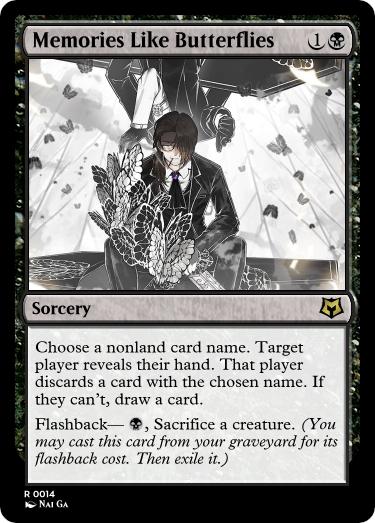 Memories Like Butterflies 1
Sorcery
Choose a nonland card name. Target
player reveals their hand. That player
discards a card with the chosen name. If
they can't, draw a card.
Flashback— , Sacrifice a creature. (You
may cast this card from your graveyard for its
flashback cost. Then exile it.)
R 0014
Nai Ga